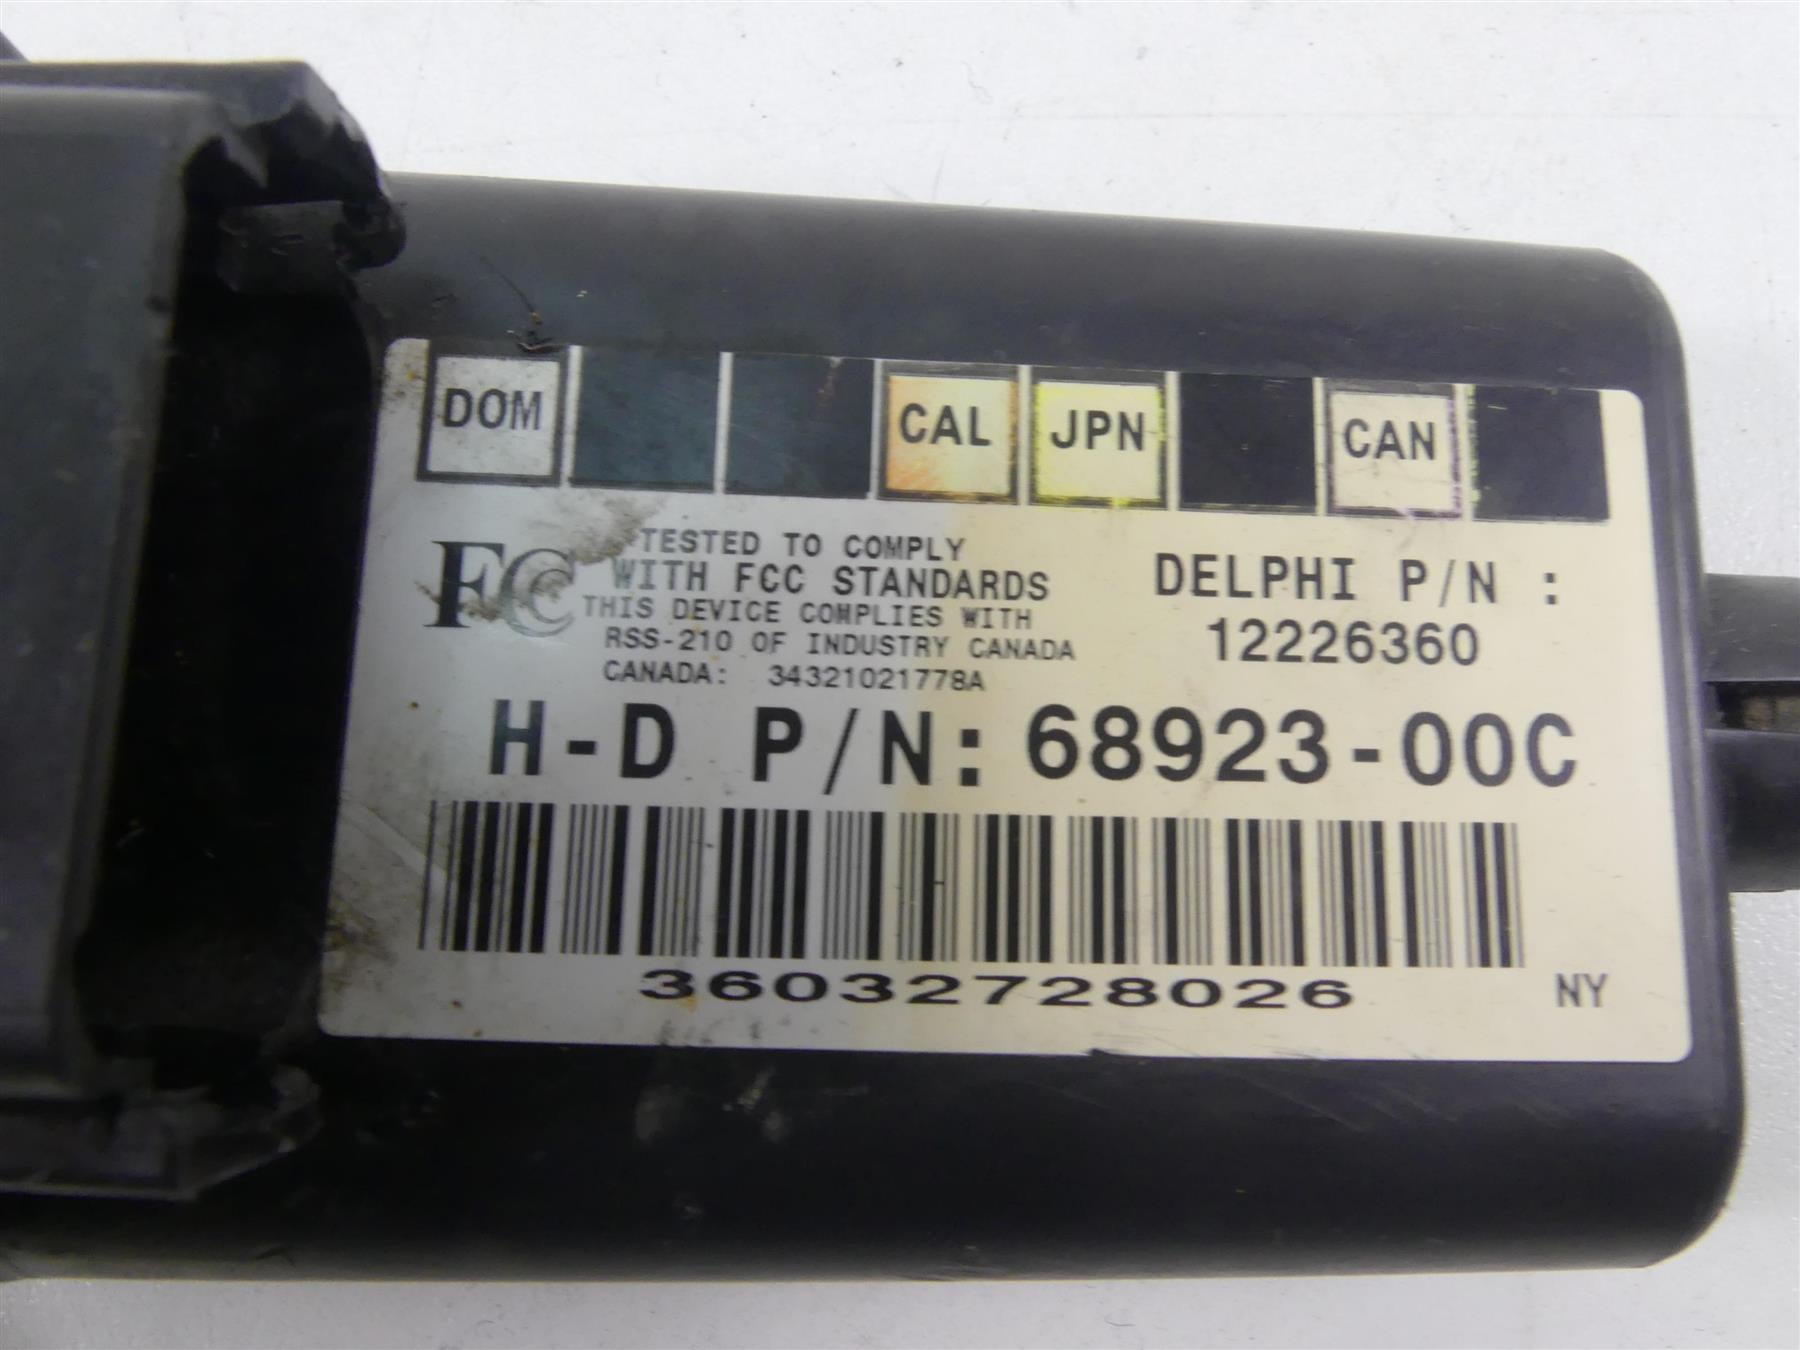 DOM CAL JPN CAN
FCC
TESTED TO COMPLY
WITH FCC STANDARDS
THIS DEVICE COMPLIES WITH
RSS-210 OF INDUSTRY CANADA
CANADA: 34321021778A
DELPHI P/N :
12226360
H-D P/N: 68923-00C
36032728026
NY